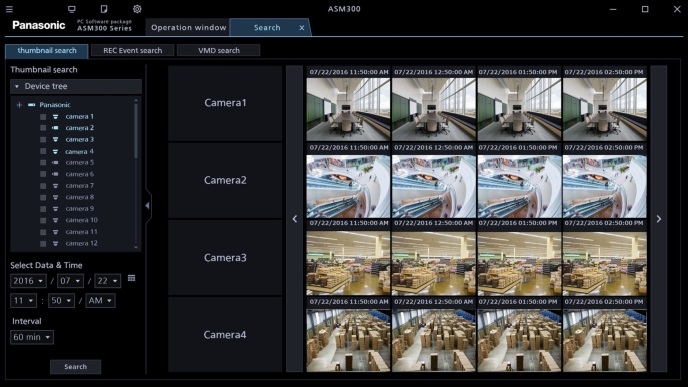 ASM300
Panasonic
PC Software package
ASM300 Series
Operation window
Search X
thumbnail search
REC Event search
VMD search
Thumbnail search
Device tree
Panasonic
camera 1
camera 2
camera 3
camera 4
camera 5
camera 6
camera 7
camera 8
camera 9
camera 10
camera 11
camera 12
Select Data & Time
2016 / 07 / 22
11 : 50 / AM
Interval
60 min
Search
Camera1
07/22/2016 11:50:00 AM
07/22/2016 12:50:00 AM
07/22/2016 01:50:00 PM
07/22/2016 02:50:00 PM
Camera2
07/22/2016 11:50:00 AM
07/22/2016 12:50:00 AM
07/22/2016 01:50:00 PM
07/22/2016 02:50:00 PM
Camera3
07/22/2016 11:50:00 AM
07/22/2016 12:50:00 AM
07/22/2016 01:50:00 PM
07/22/2016 02:50:00 PM
Camera4
07/22/2016 11:50:00 AM
07/22/2016 12:50:00 AM
07/22/2016 01:50:00 PM
07/22/2016 02:50:00 PM